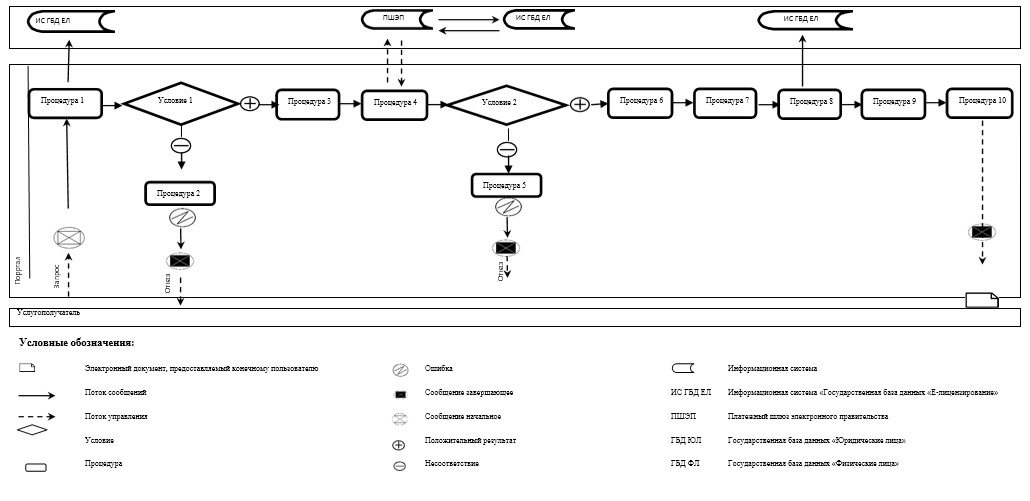 ИС ГБД ЕЛ
ПШЭП
ИС ГБД ЕЛ
ИС ГБД ЕЛ
Процедура 1
Условие 1
Процедура 3
Процедура 4
Условие 2
Процедура 6
Процедура 7
Процедура 8
Процедура 9
Процедура 10
Процедура 2
Процедура 5
Порртал
Запрос
Отказ
Отказ
Услугополучатель
Условные обозначения:
Электронный документ, предоставляемый конечному пользователю
Поток сообщений
Поток управления
Условие
Процедура
Ошибка
Сообщение завершающее
Сообщение начальное
Положительный результат
Несоответствие
Информационная система
ИС ГБД ЕЛ Информационная система «Государственная база данных «Е-лицензирование»
ПШЭП Платежный шлюз электронного правительства
ГБД ЮЛ Государственная база данных «Юридические лица»
ГБД ФЛ Государственная база данных «Физические лица»